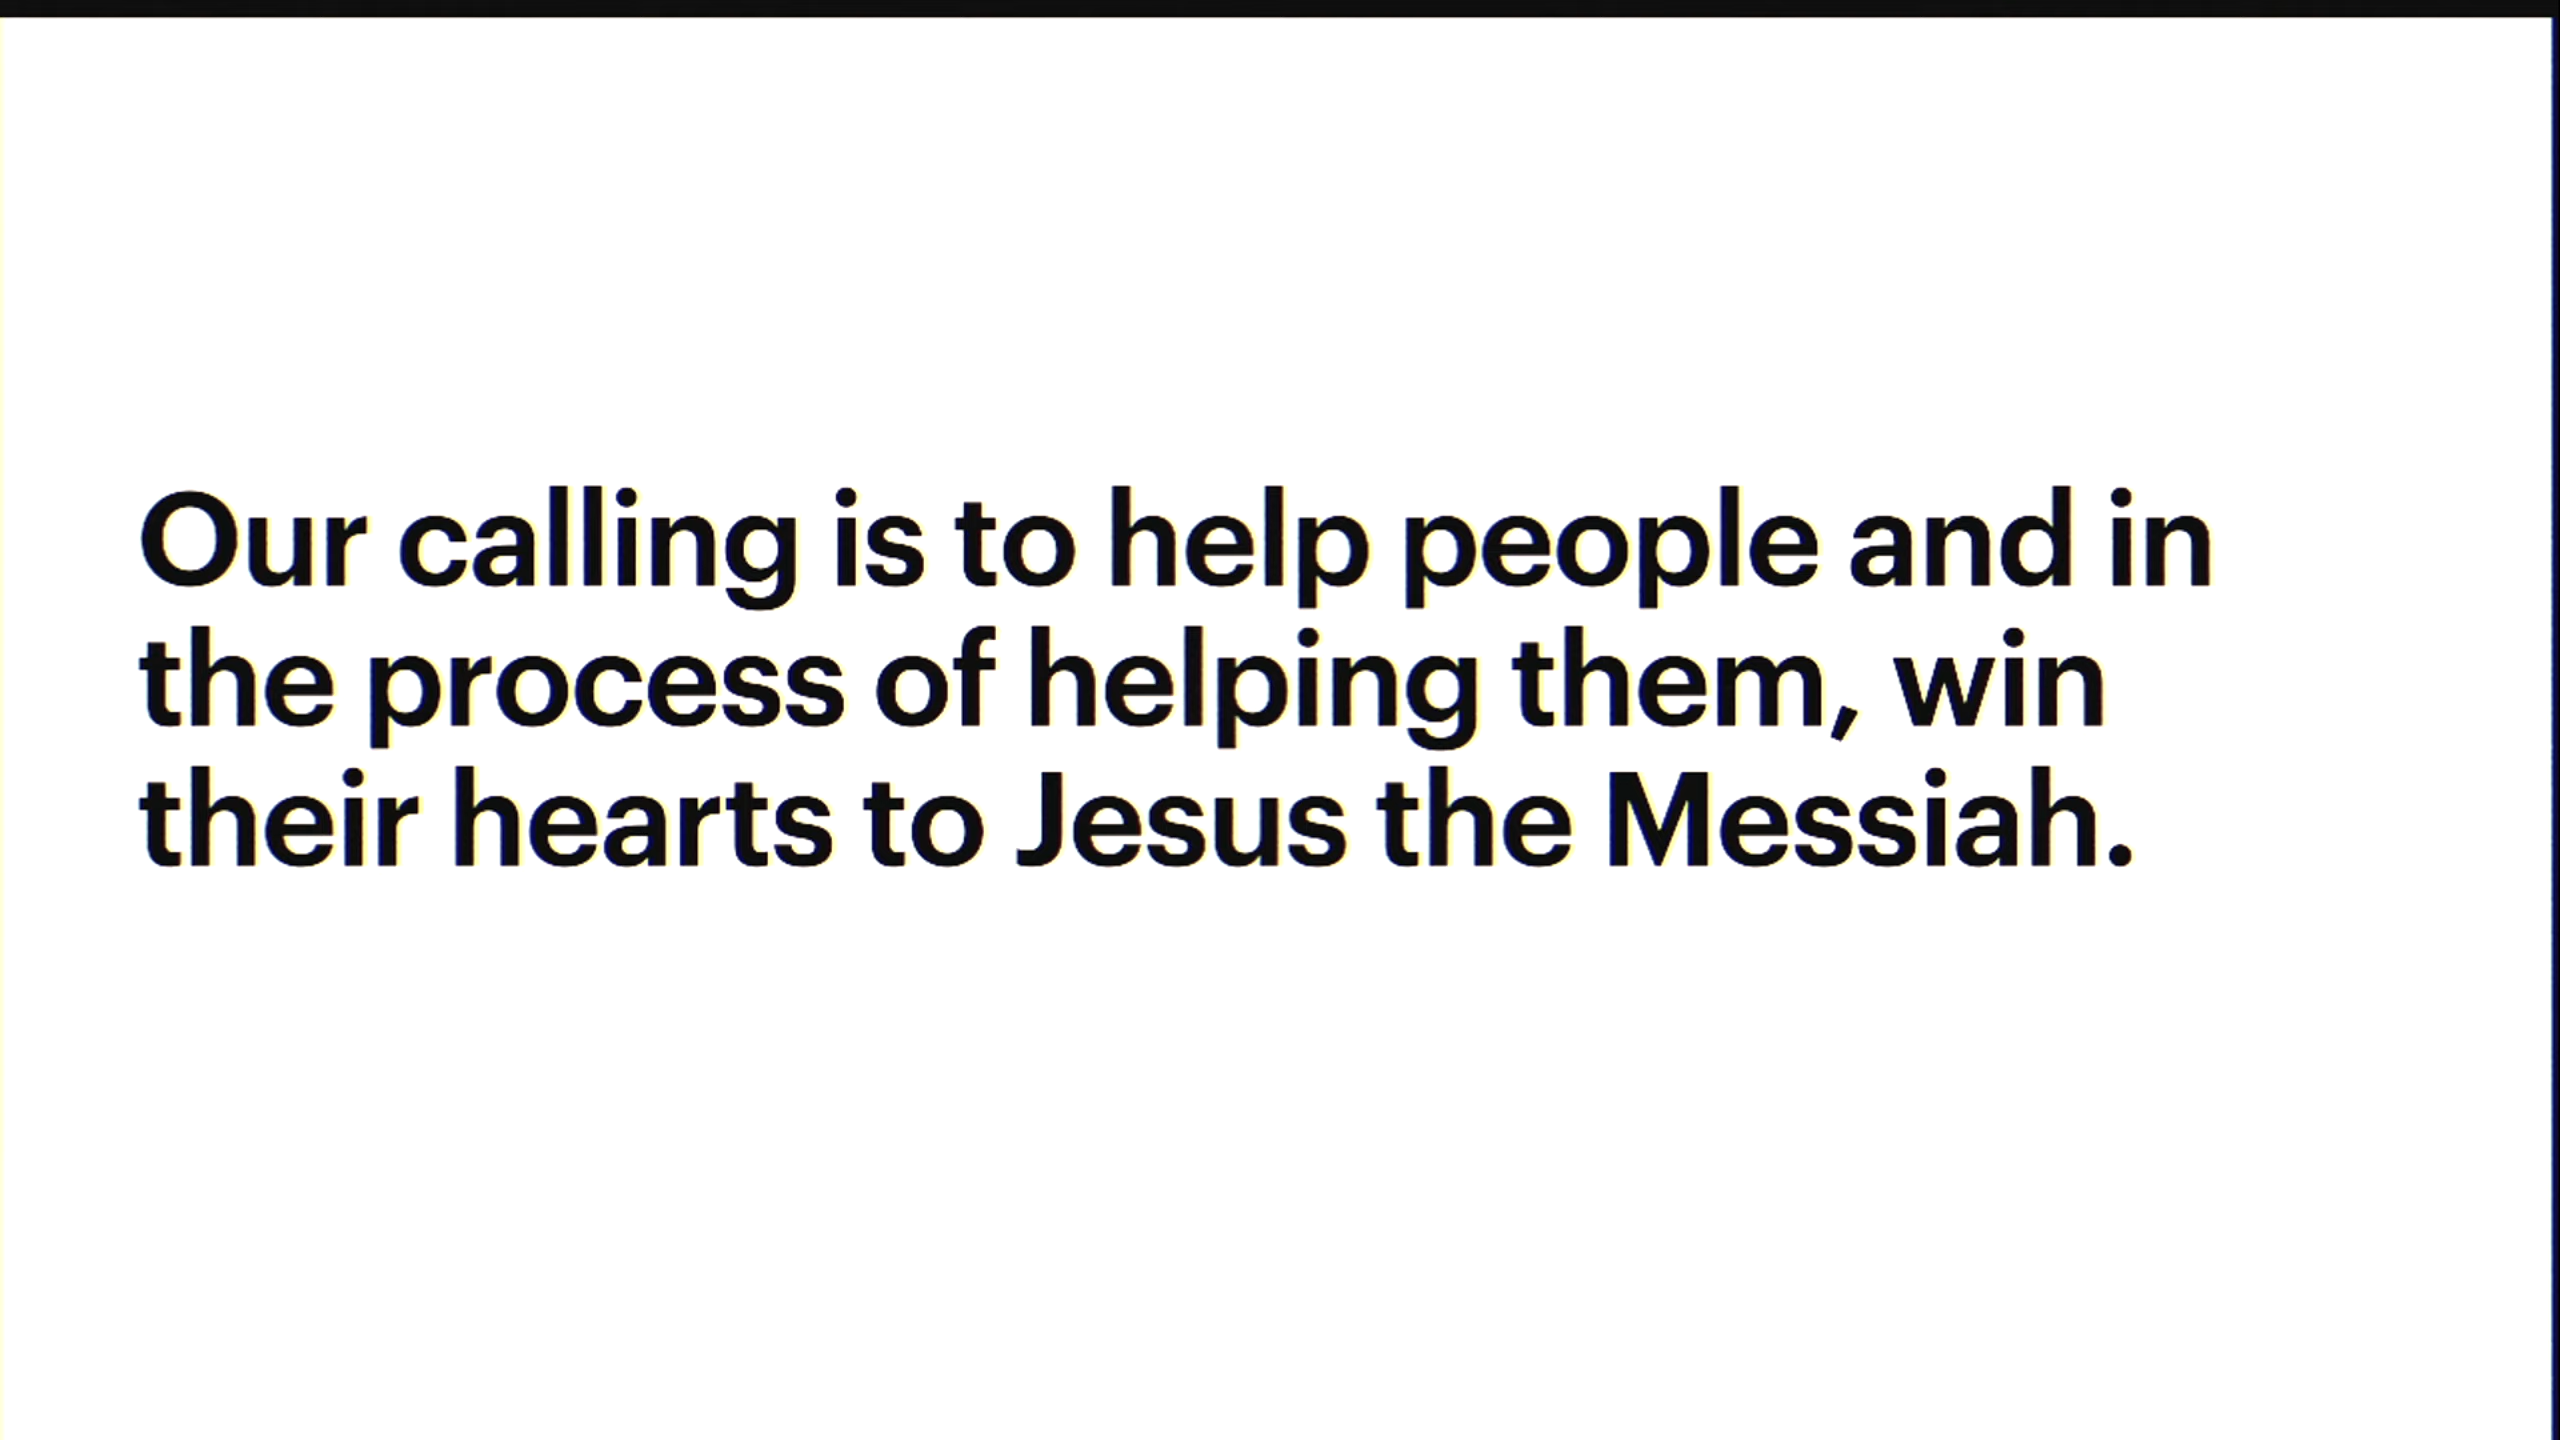 Our calling is to help people and in
the process of helping them, win
their hearts to Jesus the Messiah.